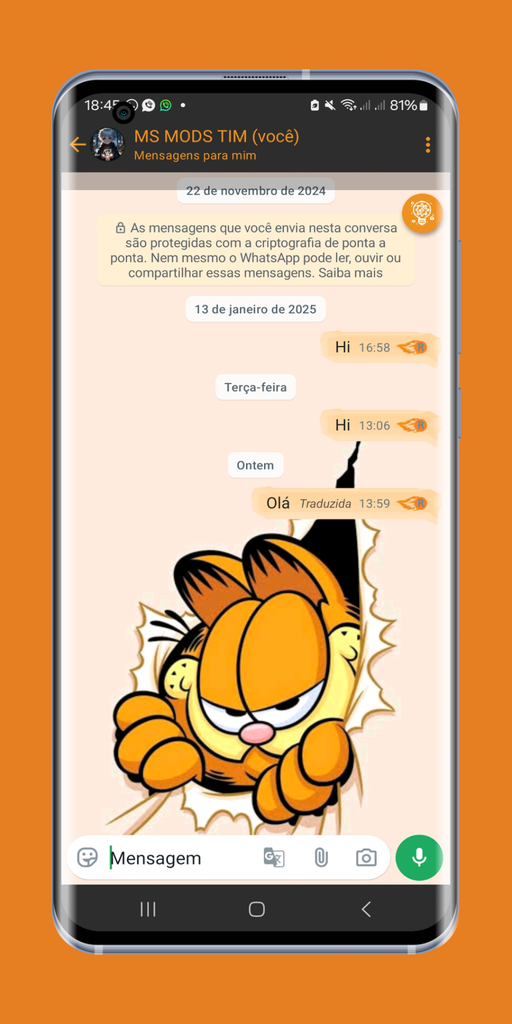 18:45
81%
MS MODS TIM (você)
Mensagens para mim
22 de novembro de 2024
As mensagens que você envia nesta conversa
são protegidas com a criptografia de ponta a
ponta. Nem mesmo o WhatsApp pode ler, ouvir ou
compartilhar essas mensagens. Saiba mais
13 de janeiro de 2025
Hi 16:58
Terça-feira
Hi 13:06
Ontem
Olá Traduzida 13:59
Mensagem